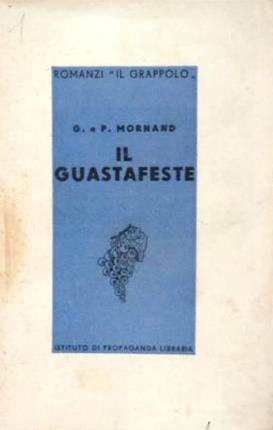 ROMANZI "IL GRAPPOLO„
G. e P. MORNAND
IL
GUASTAFESTE
ISTITUTO DI PROPAGANDA LIBRARIA